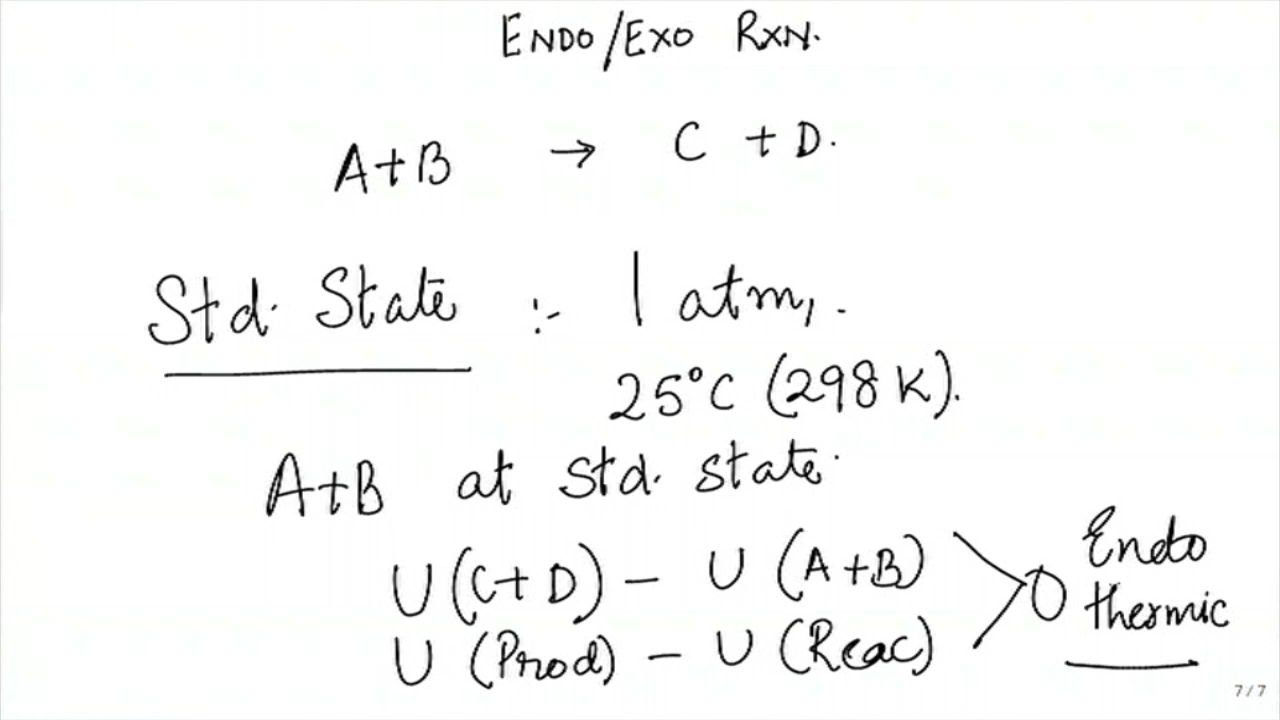 ENDO/EXO RXN.
A+B → C + D.
Std. State :- 1 atm,.
25°C (298 K).
A+B at std. state.
U (C+D) - U (A+B)
U (Prod) - U (Reac) > 0 Endo
thermic
7/7